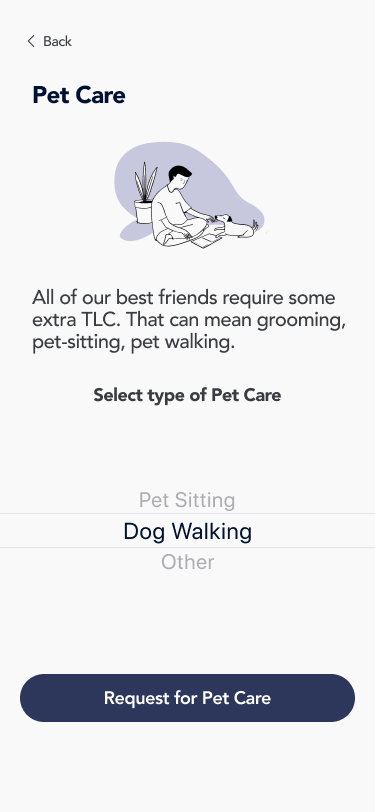 Back
Pet Care
All of our best friends require some
extra TLC. That can mean grooming,
pet-sitting, pet walking.
Select type of Pet Care
Pet Sitting
Dog Walking
Other
Request for Pet Care